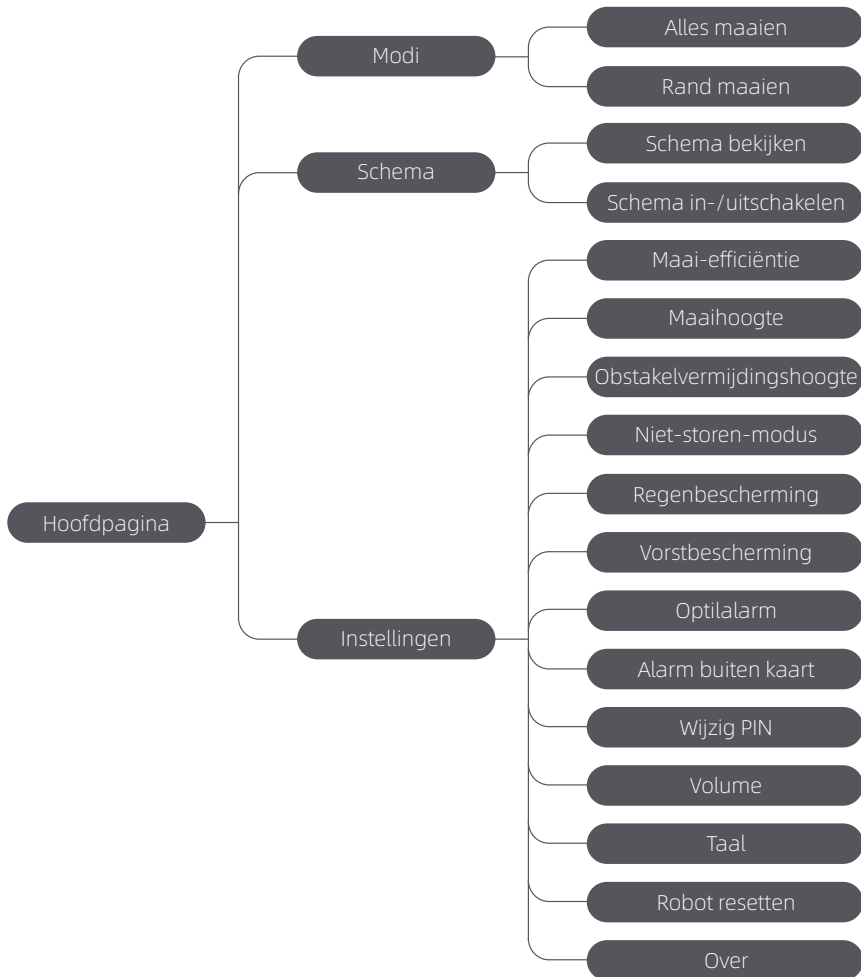 Alles maaien
Modi
Rand maaien
Schema bekijken
Schema
Schema in-/uitschakelen
Maai-efficiëntie
Maaihoogte
Obstakelvermijdingshoogte
Niet-storen-modus
Regenbescherming
Hoofdpagina
Vorstbescherming
Optilalarm
Instellingen
Alarm buiten kaart
Wijzig PIN
Volume
Taal
Robot resetten
Over